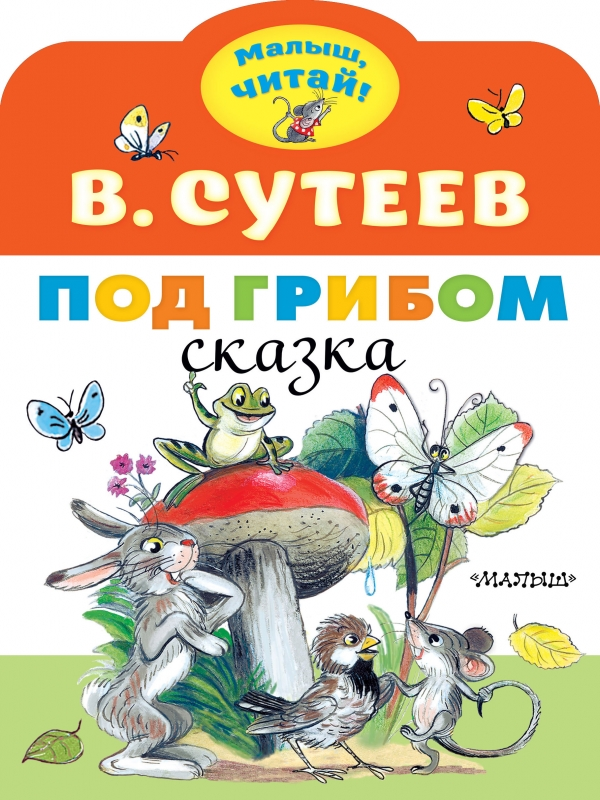 Малыш,
читай!
В. СУТЕЕВ
ПОД ГРИБОМ
сказка
«МАЛЫШ»